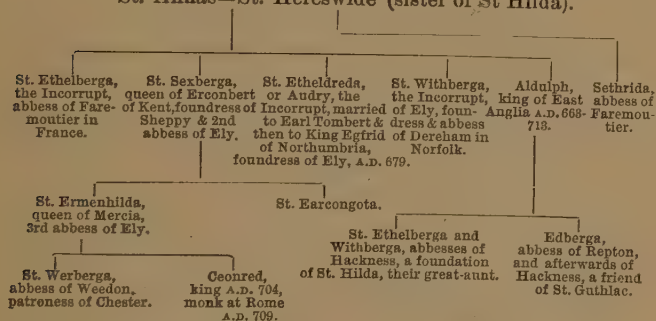 St. Annas—St. Hereswide (sister of St Hilda).
St. Ethelberga,
the Incorrupt,
abbess of Fare-
moutier in
France.
St. Sexberga,
queen of Erconbert
of Kent, foundress of
Sheppy & 2nd
abbess of Ely.
St. Etheldreda,
or Audry, the
Incorrupt, married
to Earl Tombert &
then to King Egfrid
of Northumbria,
foundress of Ely, A.D. 679.
St. Withberga,
the Incorrupt,
of Ely, foun-
dress & abbess
of Dereham in
Norfolk.
Aldulph,
king of East
Anglia A.D. 663-
713.
Sethrida,
abbess of
Faremou-
tier.
St. Ermenhilda,
queen of Mercia,
3rd abbess of Ely.
St. Earcongota.
St. Ethelberga and
Withberga, abbesses of
Hackness, a foundation
of St. Hilda, their great-aunt.
Edberga,
abbess of Repton,
and afterwards of
Hackness, a friend
of St. Guthlac.
St. Werberga,
abbess of Weedon,
patroness of Chester.
Ceonred,
king A.D. 704,
monk at Rome
A.D. 709.